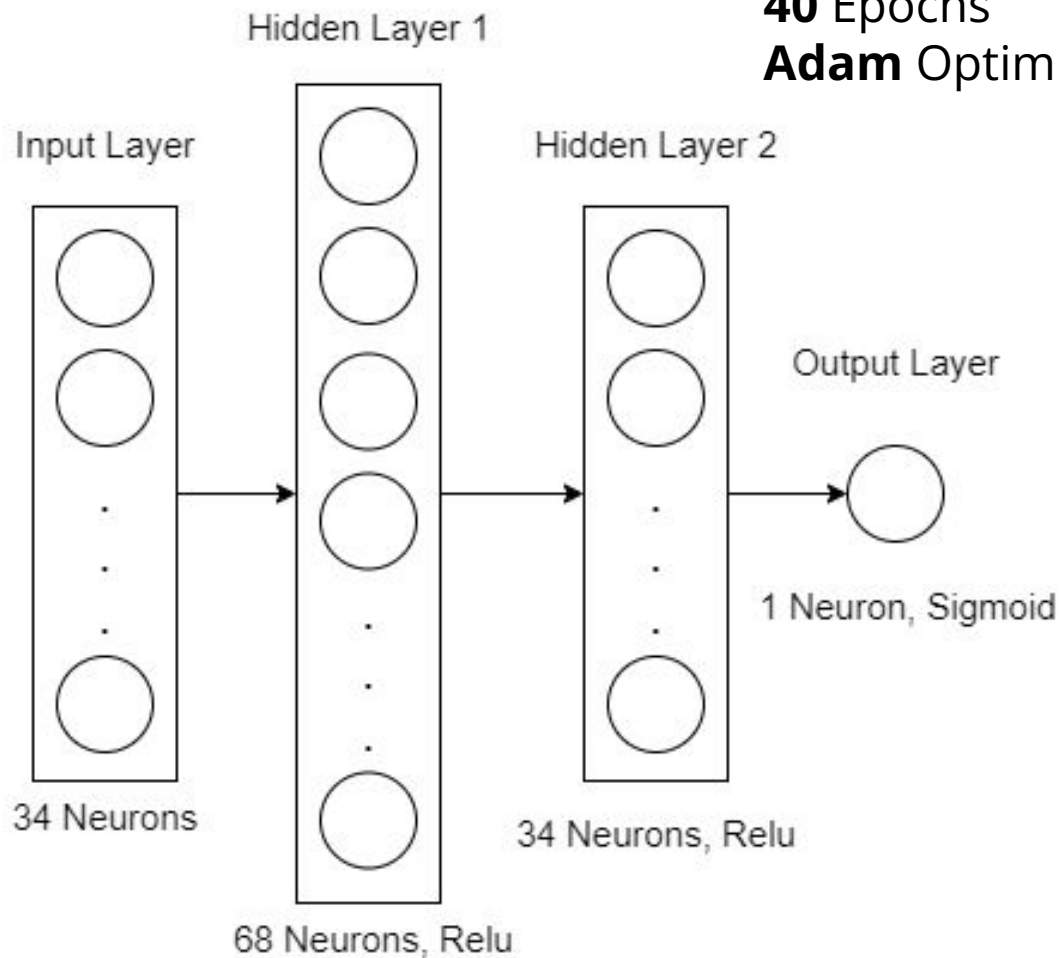 40 Epochs
Adam Optim
Hidden Layer 1
Input Layer
Hidden Layer 2
Output Layer
1 Neuron, Sigmoid
34 Neurons
34 Neurons, Relu
68 Neurons, Relu